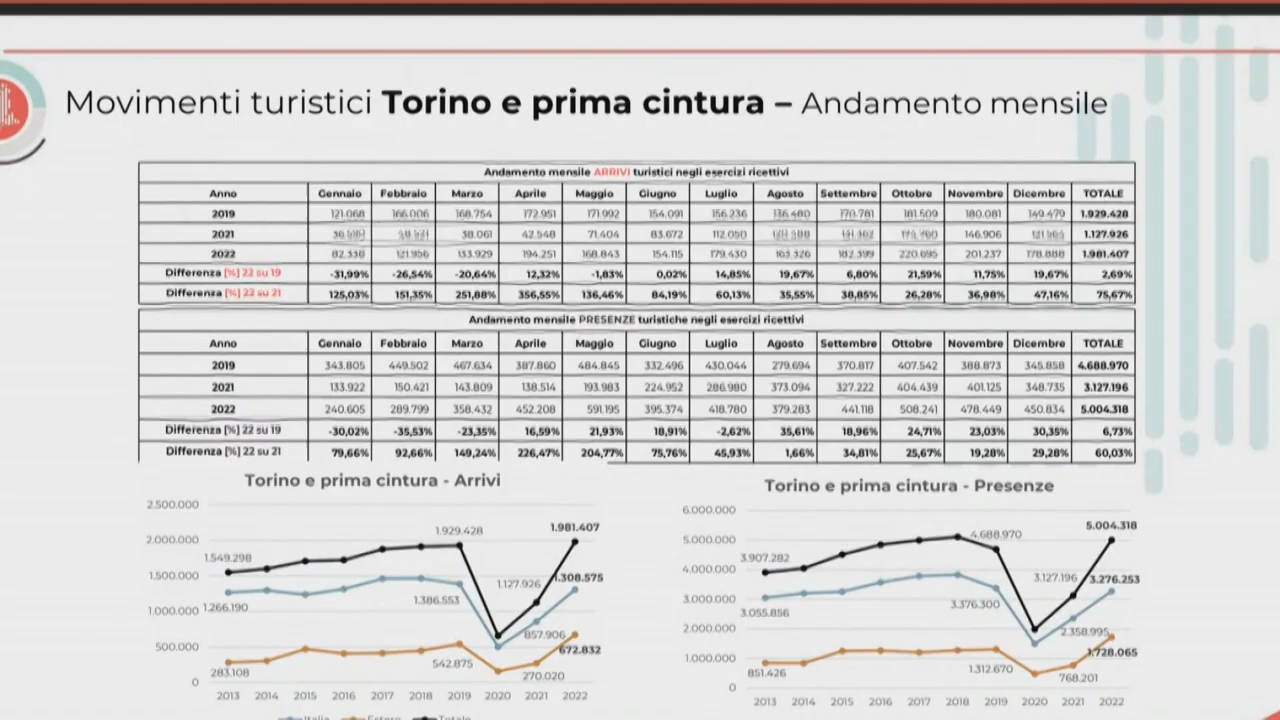 Movimenti turistici Torino e prima cintura – Andamento mensile
Andamento mensile ARRIVI turistici negli esercizi ricettivi
Anno Gennaio Febbraio Marzo Aprile Maggio Giugno Luglio Agosto Settembre Ottobre Novembre Dicembre TOTALE
2019 121.068 166.006 168.754 172.951 171.992 154.091 156.236 136.480 170.781 181.509 180.081 149.479 1.929.428
2021 38.061 42.548 71.404 83.672 112.050 146.906 1.127.926
2022 82.338 121.956 133.929 194.251 168.843 154.115 179.430 163.326 182.399 220.695 201.237 178.888 1.981.407
Differenza [%] 22 su 19 -31,99% -26,54% -20,64% 12,32% -1,83% 0,02% 14,85% 19,67% 6,80% 21,59% 11,75% 19,67% 2,69%
Differenza [%] 22 su 21 125,03% 151,35% 251,88% 356,55% 136,46% 84,19% 60,13% 35,55% 38,85% 26,28% 36,98% 47,16% 75,67%
Andamento mensile PRESENZE turistiche negli esercizi ricettivi
Anno Gennaio Febbraio Marzo Aprile Maggio Giugno Luglio Agosto Settembre Ottobre Novembre Dicembre TOTALE
2019 343.805 449.502 467.634 387.860 484.845 332.496 430.044 279.694 370.817 407.542 388.873 345.858 4.688.970
2021 133.922 150.421 143.809 138.514 193.983 224.952 286.980 373.094 327.222 404.439 401.125 348.735 3.127.196
2022 240.605 289.799 358.432 452.208 591.195 395.374 418.780 379.283 441.118 508.241 478.449 450.834 5.004.318
Differenza [%] 22 su 19 -30,02% -35,53% -23,35% 16,59% 21,93% 18,91% -2,62% 35,61% 18,96% 24,71% 23,03% 30,35% 6,73%
Differenza [%] 22 su 21 79,66% 92,66% 149,24% 226,47% 204,77% 75,76% 45,93% 1,66% 34,81% 25,67% 19,28% 29,28% 60,03%
Torino e prima cintura - Arrivi
2.500.000
2.000.000
1.500.000
1.000.000
500.000
0
1.549.298
1.929.428
1.981.407
1.127.926
1.308.575
1.266.190
1.386.553
857.906
672.832
283.108
542.875
270.020
2013 2014 2015 2016 2017 2018 2019 2020 2021 2022
Italia Estero Totale
Torino e prima cintura - Presenze
6.000.000
5.000.000
4.000.000
3.000.000
2.000.000
1.000.000
0
3.907.282
4.688.970
5.004.318
3.127.196
3.276.253
3.055.856
3.376.300
2.358.995
1.728.065
851.426
1.312.670
768.201
2013 2014 2015 2016 2017 2018 2019 2020 2021 2022